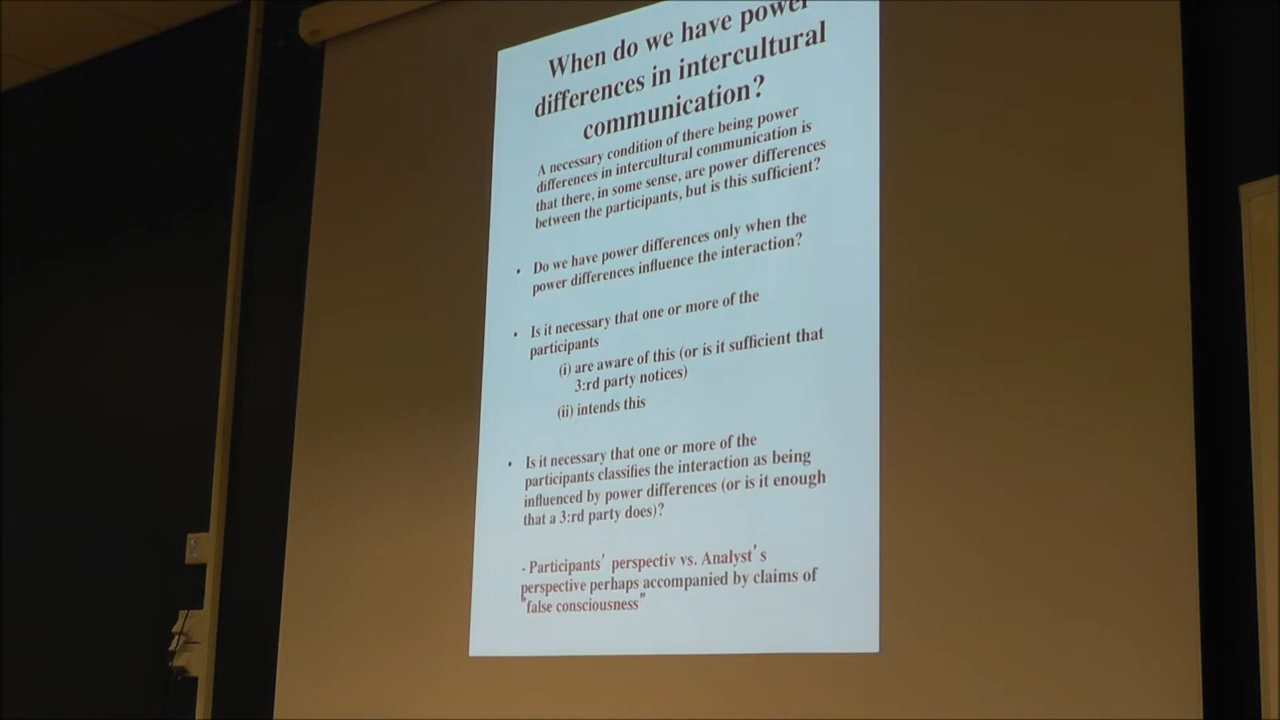 When do we have power
differences in intercultural
communication?
A necessary condition of there being power
differences in intercultural communication is
that there, in some sense, are power differences
between the participants, but is this sufficient?
• Do we have power differences only when the
power differences influence the interaction?
• Is it necessary that one or more of the
participants
(i) are aware of this (or is it sufficient that
3:rd party notices)
(ii) intends this
• Is it necessary that one or more of the
participants classifies the interaction as being
influenced by power differences (or is it enough
that a 3:rd party does)?
- Participants’ perspectiv vs. Analyst’s
perspective perhaps accompanied by claims of
"false consciousness"